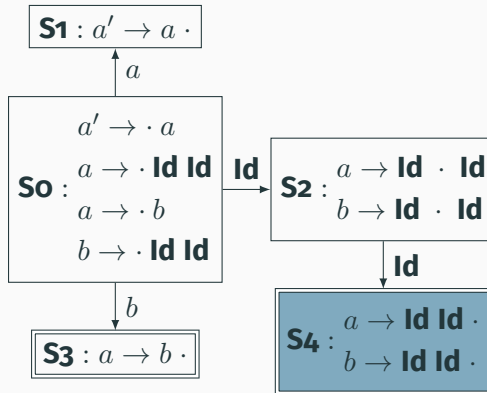 S1 : a′ → a ·
a
a′ → · a
S0 : a → · Id Id
a → · b
b → · Id Id
Id
S2 : a → Id · Id
b → Id · Id
Id
b
S3 : a → b ·
S4 : a → Id Id ·
b → Id Id ·